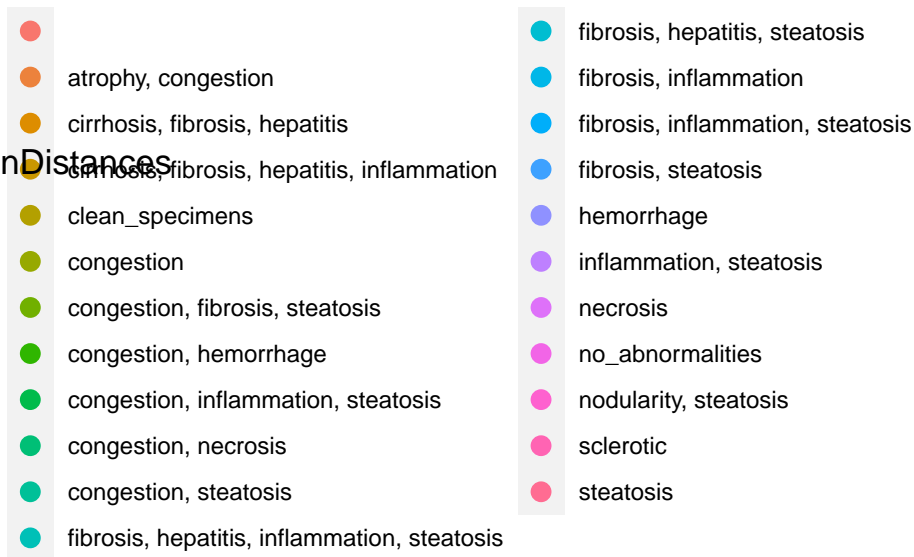 atrophy, congestion
cirrhosis, fibrosis, hepatitis
nDistances
cirrhosis, fibrosis, hepatitis, inflammation
clean_specimens
congestion
congestion, fibrosis, steatosis
congestion, hemorrhage
congestion, inflammation, steatosis
congestion, necrosis
congestion, steatosis
fibrosis, hepatitis, inflammation, steatosis
fibrosis, hepatitis, steatosis
fibrosis, inflammation
fibrosis, inflammation, steatosis
fibrosis, steatosis
hemorrhage
inflammation, steatosis
necrosis
no_abnormalities
nodularity, steatosis
sclerotic
steatosis